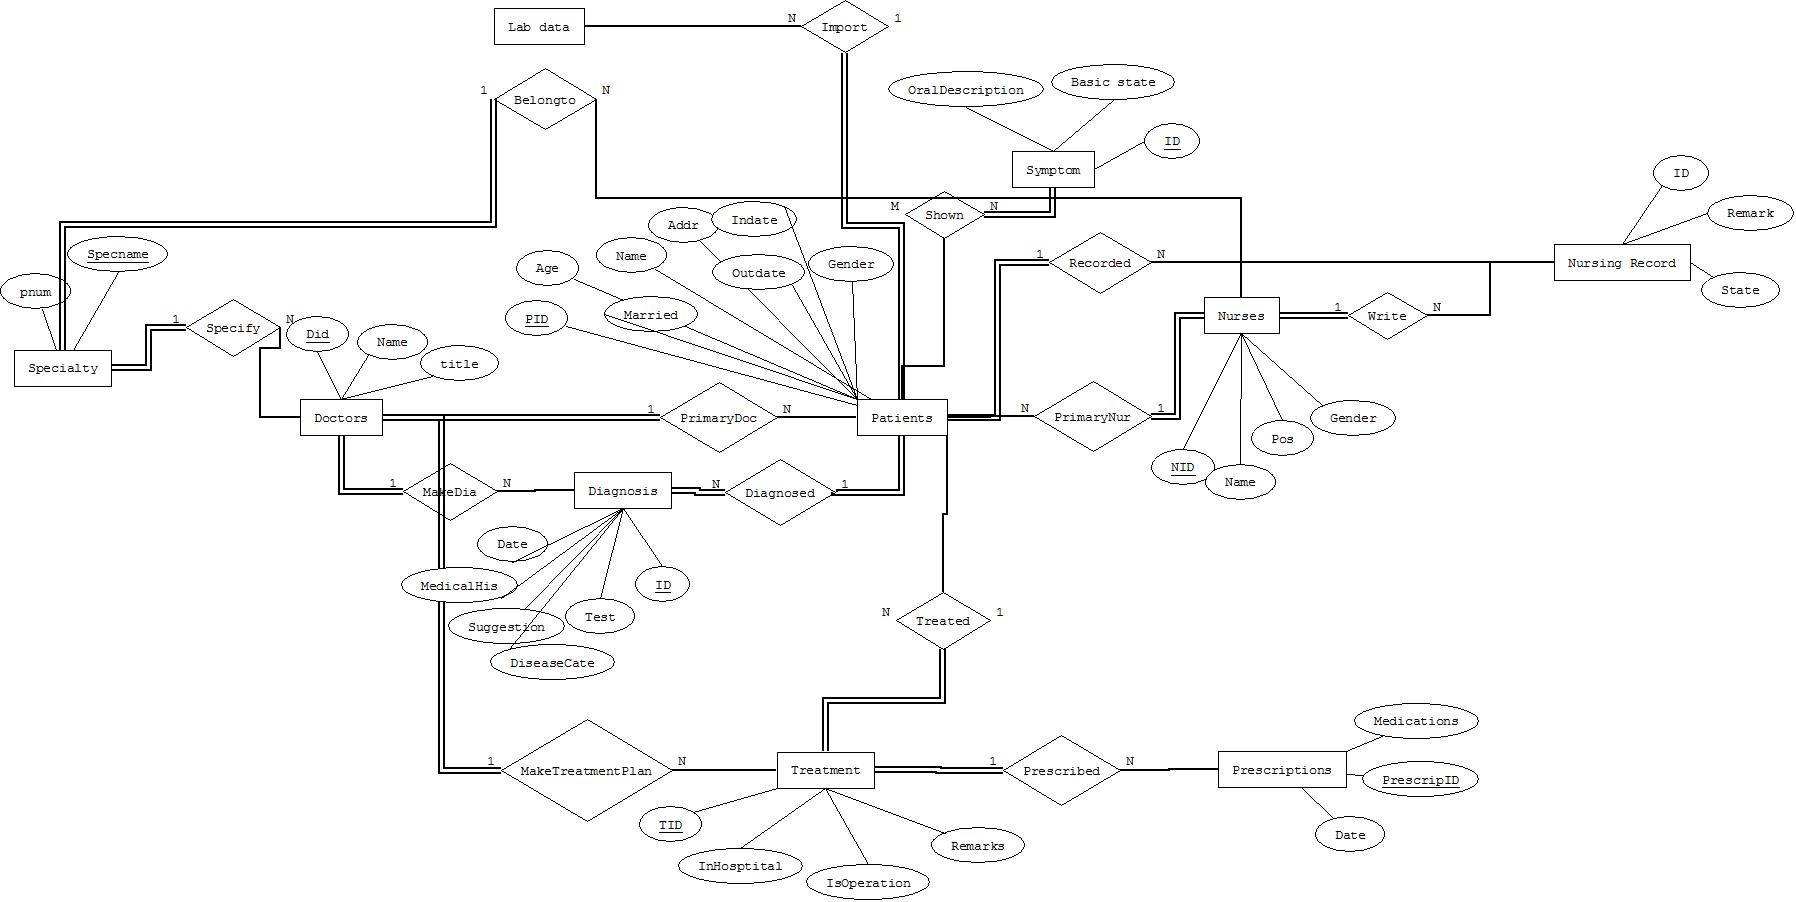 Lab data
N
Import
1
1
Belongto
N
OralDescription
Basic state
ID
Symptom
ID
Remark
Nursing Record
State
M
Shown
N
Addr
Indate
Name
Outdate
Gender
Age
Married
PID
1
Recorded
N
Specname
pnum
Specialty
1
Specify
N
Did
Name
title
Nurses
1
Write
N
Doctors
1
PrimaryDoc
N
Patients
N
PrimaryNur
1
Gender
Pos
NID
Name
1
MakeDia
N
Diagnosis
N
Diagnosed
1
Date
MedicalHis
Suggestion
DiseaseCate
Test
ID
N
Treated
1
1
MakeTreatmentPlan
N
Treatment
1
Prescribed
N
Prescriptions
Medications
PrescripID
Date
TID
InHosptital
IsOperation
Remarks